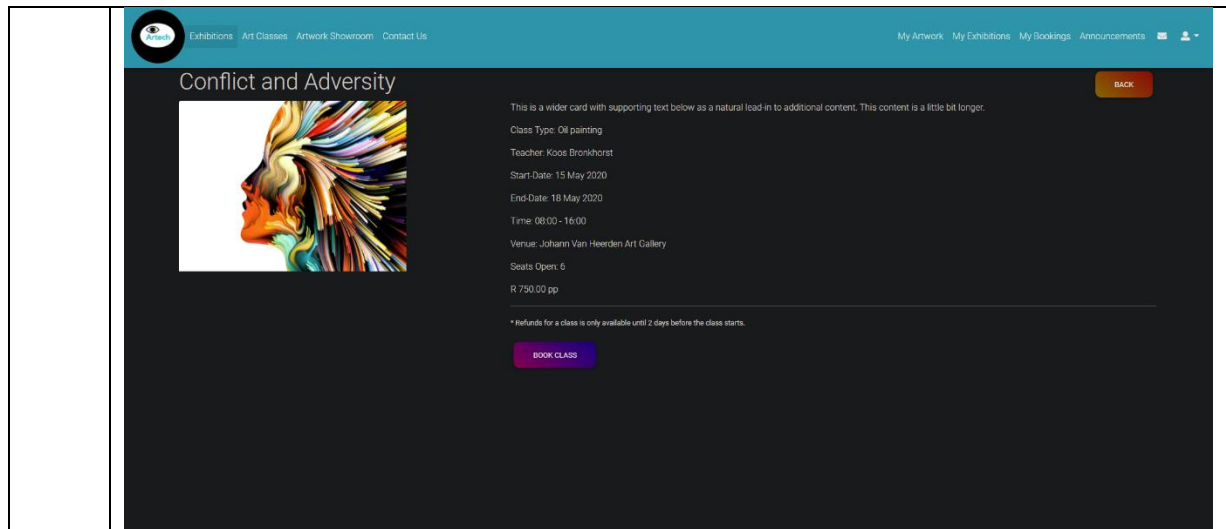 Artech Exhibitions Art Classes Artwork Showroom Contact Us My Artwork My Exhibitions My Bookings Announcements
Conflict and Adversity
BACK
This is a wider card with supporting text below as a natural lead-in to additional content. This content is a little bit longer.
Class Type: Oil painting
Teacher: Koos Bronkhorst
Start-Date: 15 May 2020
End-Date: 18 May 2020
Time: 08:00 - 16:00
Venue: Johann Van Heerden Art Gallery
Seats Open: 6
R 750.00 pp
* Refunds for a class is only available until 2 days before the class starts.
BOOK CLASS